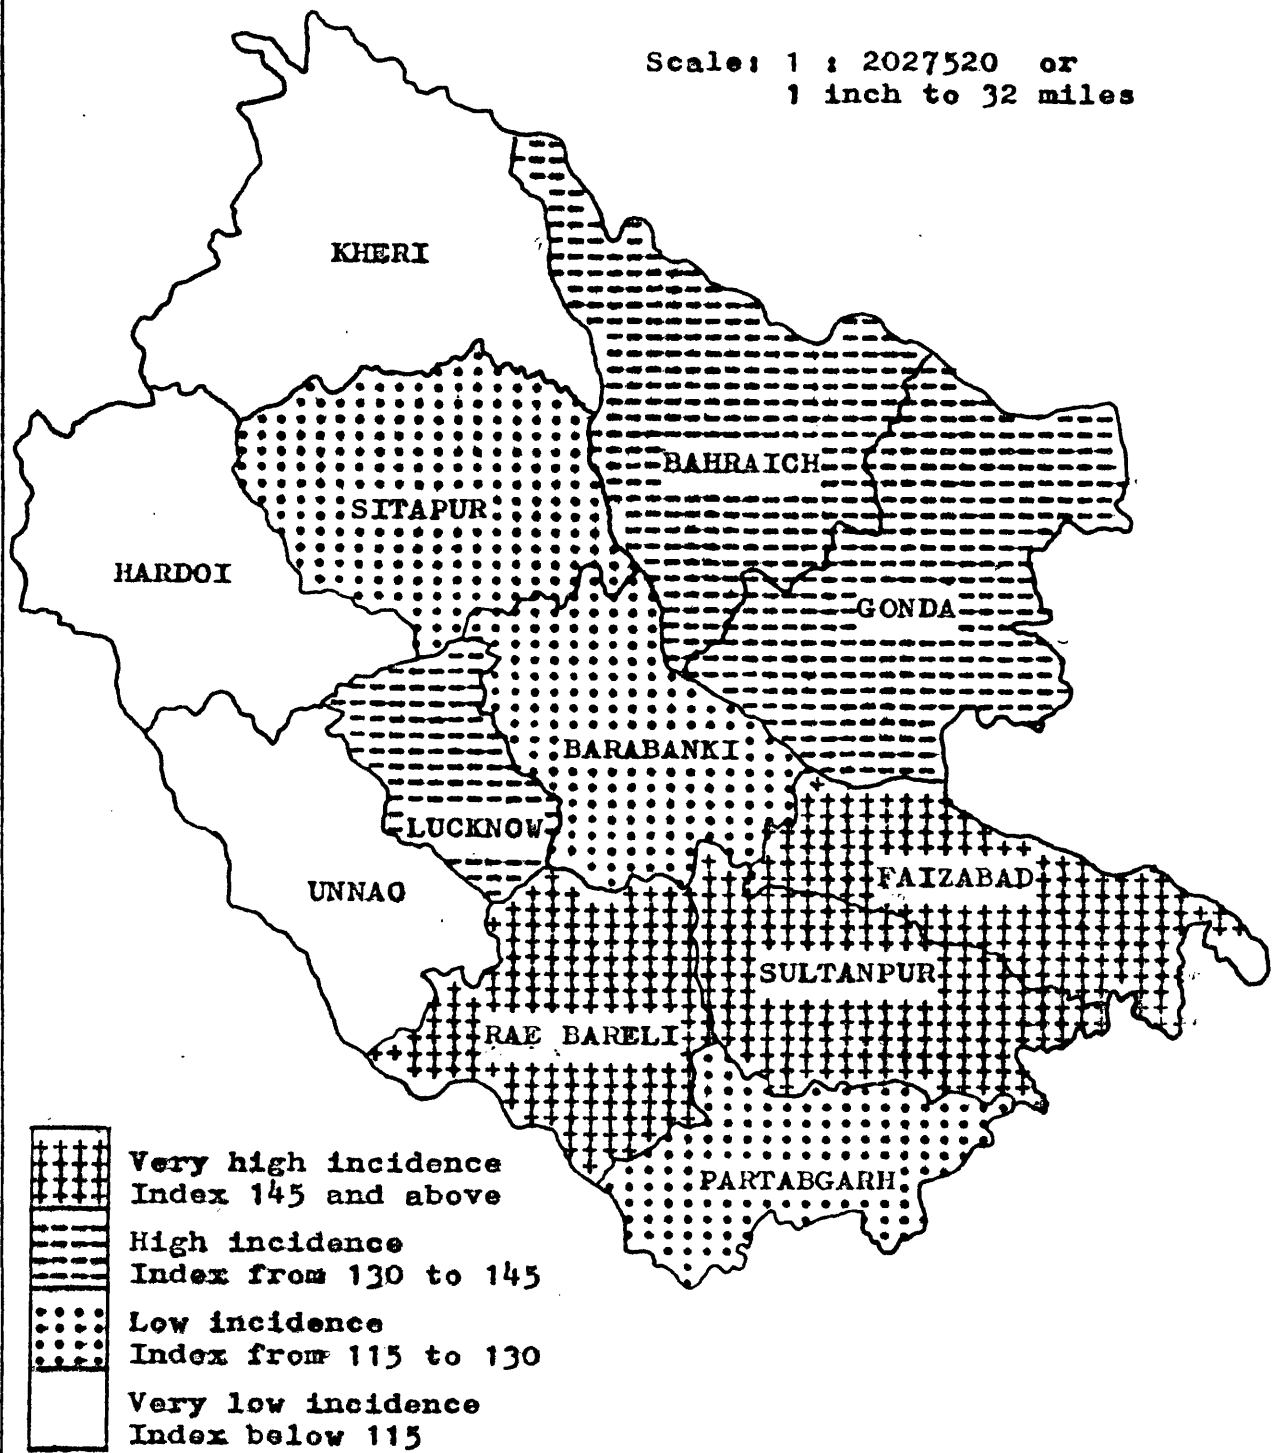 Scale: 1 : 2027520 or
1 inch to 32 miles
KHERI
BAHRAICH
SITAPUR
HARDOI
GONDA
BARABANKI
LUCKNOW
UNNAO
FAIZABAD
SULTANPUR
RAE BARELI
PARTABGARH
Very high incidence
Index 145 and above
High incidence
Index from 130 to 145
Low incidence
Index from 115 to 130
Very low incidence
Index below 115